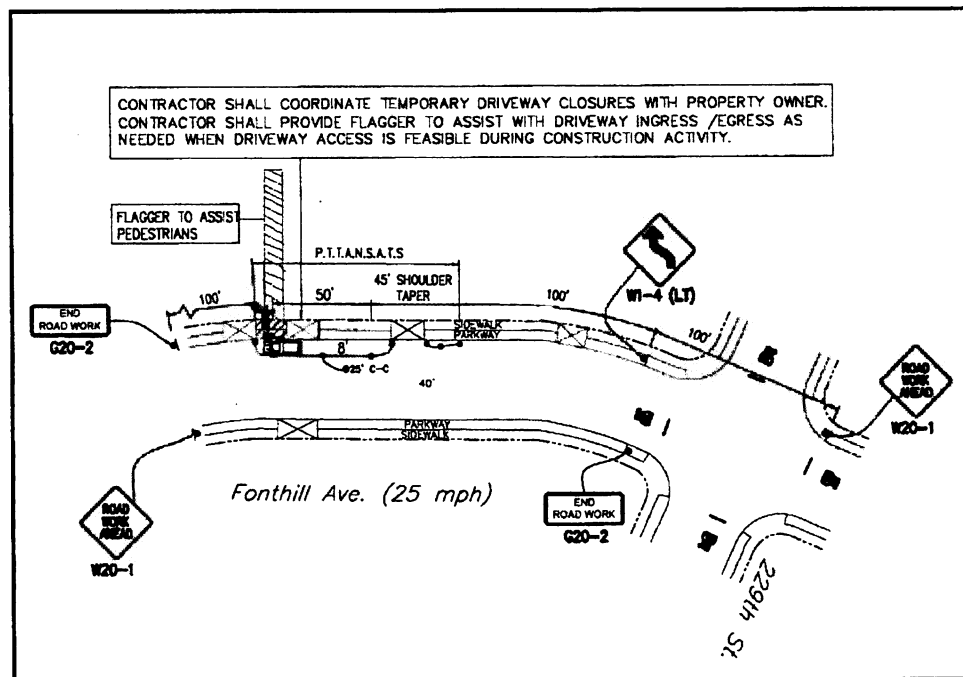 CONTRACTOR SHALL COORDINATE TEMPORARY DRIVEWAY CLOSURES WITH PROPERTY OWNER.
CONTRACTOR SHALL PROVIDE FLAGGER TO ASSIST WITH DRIVEWAY INGRESS /EGRESS AS
NEEDED WHEN DRIVEWAY ACCESS IS FEASIBLE DURING CONSTRUCTION ACTIVITY.
FLAGGER TO ASSIST
PEDESTRIANS
P.T.T.A.N.S.A.T.S
45' SHOULDER
TAPER
100'
50'
100'
100'
W1-4 (LT)
END
ROAD WORK
G20-2
SIDEWALK
PARKWAY
8'
@25' C-C
40'
ROAD
WORK
AHEAD
W20-1
PARKWAY
SIDEWALK
Fonthill Ave. (25 mph)
ROAD
WORK
AHEAD
W20-1
END
ROAD WORK
G20-2
229th St.